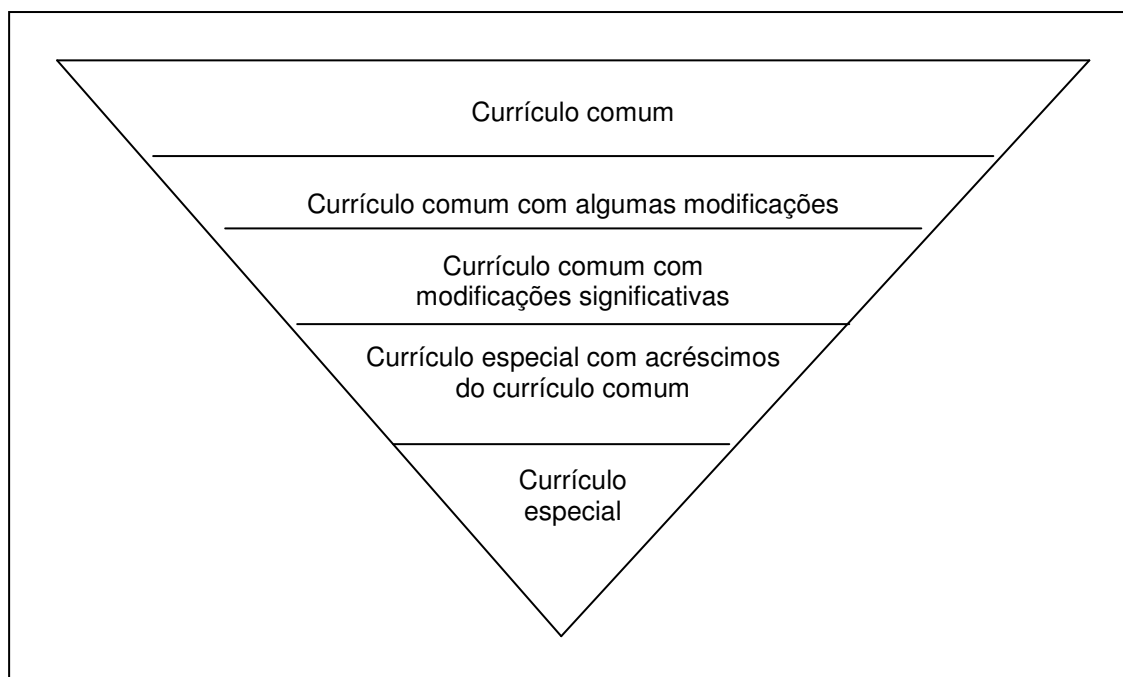 Currículo comum
Currículo comum com algumas modificações
Currículo comum com
modificações significativas
Currículo especial com acréscimos
do currículo comum
Currículo
especial